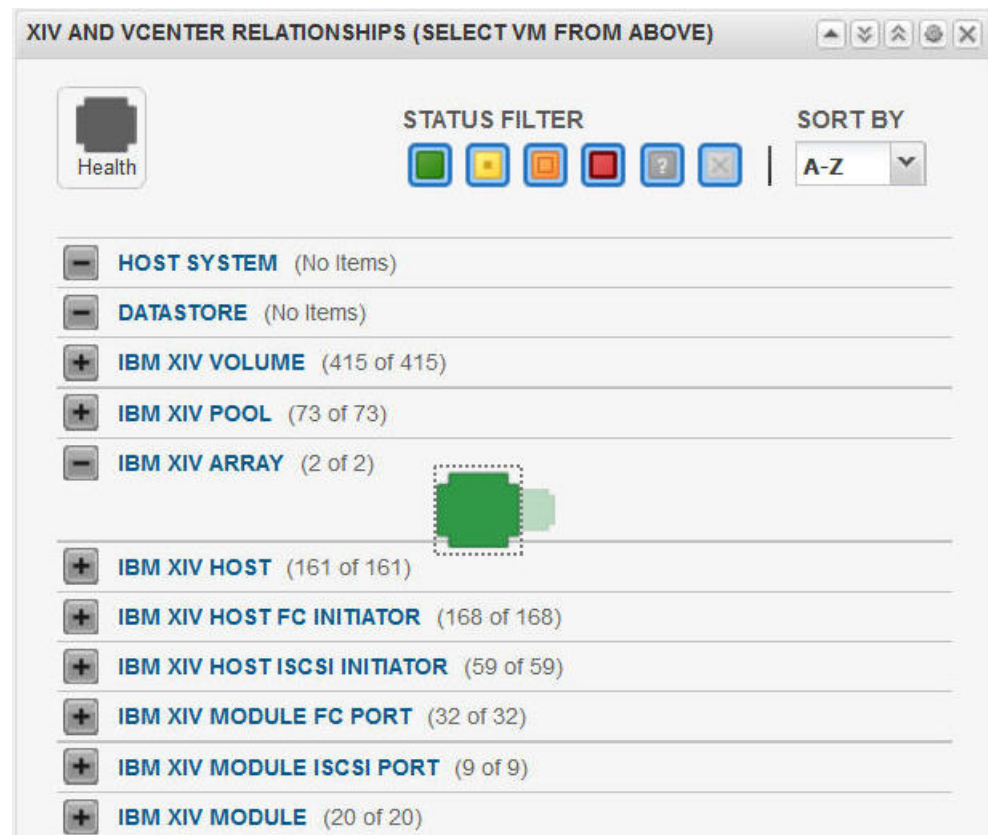 XIV AND VCENTER RELATIONSHIPS (SELECT VM FROM ABOVE)
STATUS FILTER
SORT BY
Health
?
A-Z
HOST SYSTEM (No Items)
DATASTORE (No Items)
IBM XIV VOLUME (415 of 415)
IBM XIV POOL (73 of 73)
IBM XIV ARRAY (2 of 2)
IBM XIV HOST (161 of 161)
IBM XIV HOST FC INITIATOR (168 of 168)
IBM XIV HOST ISCSI INITIATOR (59 of 59)
IBM XIV MODULE FC PORT (32 of 32)
IBM XIV MODULE ISCSI PORT (9 of 9)
IBM XIV MODULE (20 of 20)